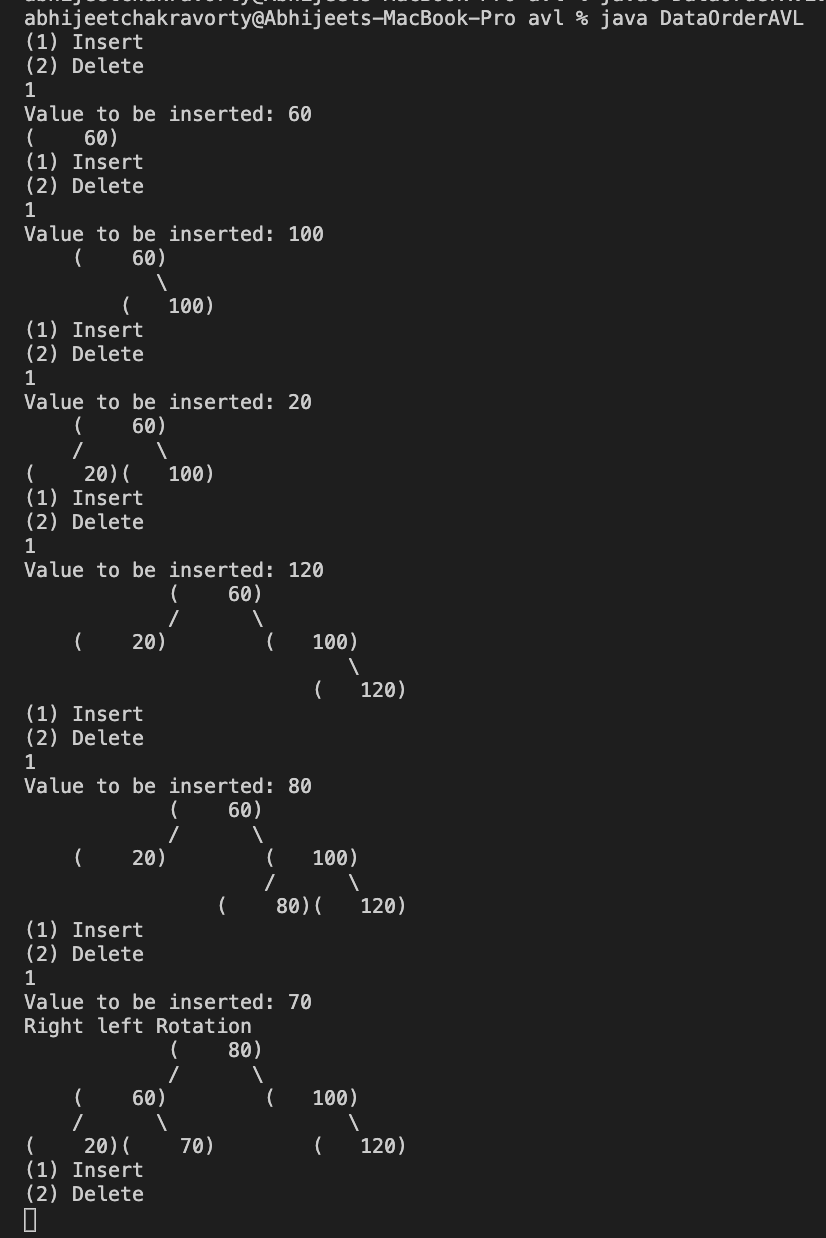 abhijeetchakravorty@Abhijeets-MacBook-Pro avl % java DataOrderAVL
(1) Insert
(2) Delete
1
Value to be inserted: 60
(    60)
(1) Insert
(2) Delete
1
Value to be inserted: 100
    (    60)
           \
        (   100)
(1) Insert
(2) Delete
1
Value to be inserted: 20
    (    60)
    /      \
(    20)(   100)
(1) Insert
(2) Delete
1
Value to be inserted: 120
            (    60)
            /      \
    (    20)        (   100)
                           \
                        (   120)
(1) Insert
(2) Delete
1
Value to be inserted: 80
            (    60)
            /      \
    (    20)        (   100)
                    /      \
                (    80)(   120)
(1) Insert
(2) Delete
1
Value to be inserted: 70
Right left Rotation
            (    80)
            /      \
    (    60)        (   100)
    /      \               \
(    20)(    70)        (   120)
(1) Insert
(2) Delete